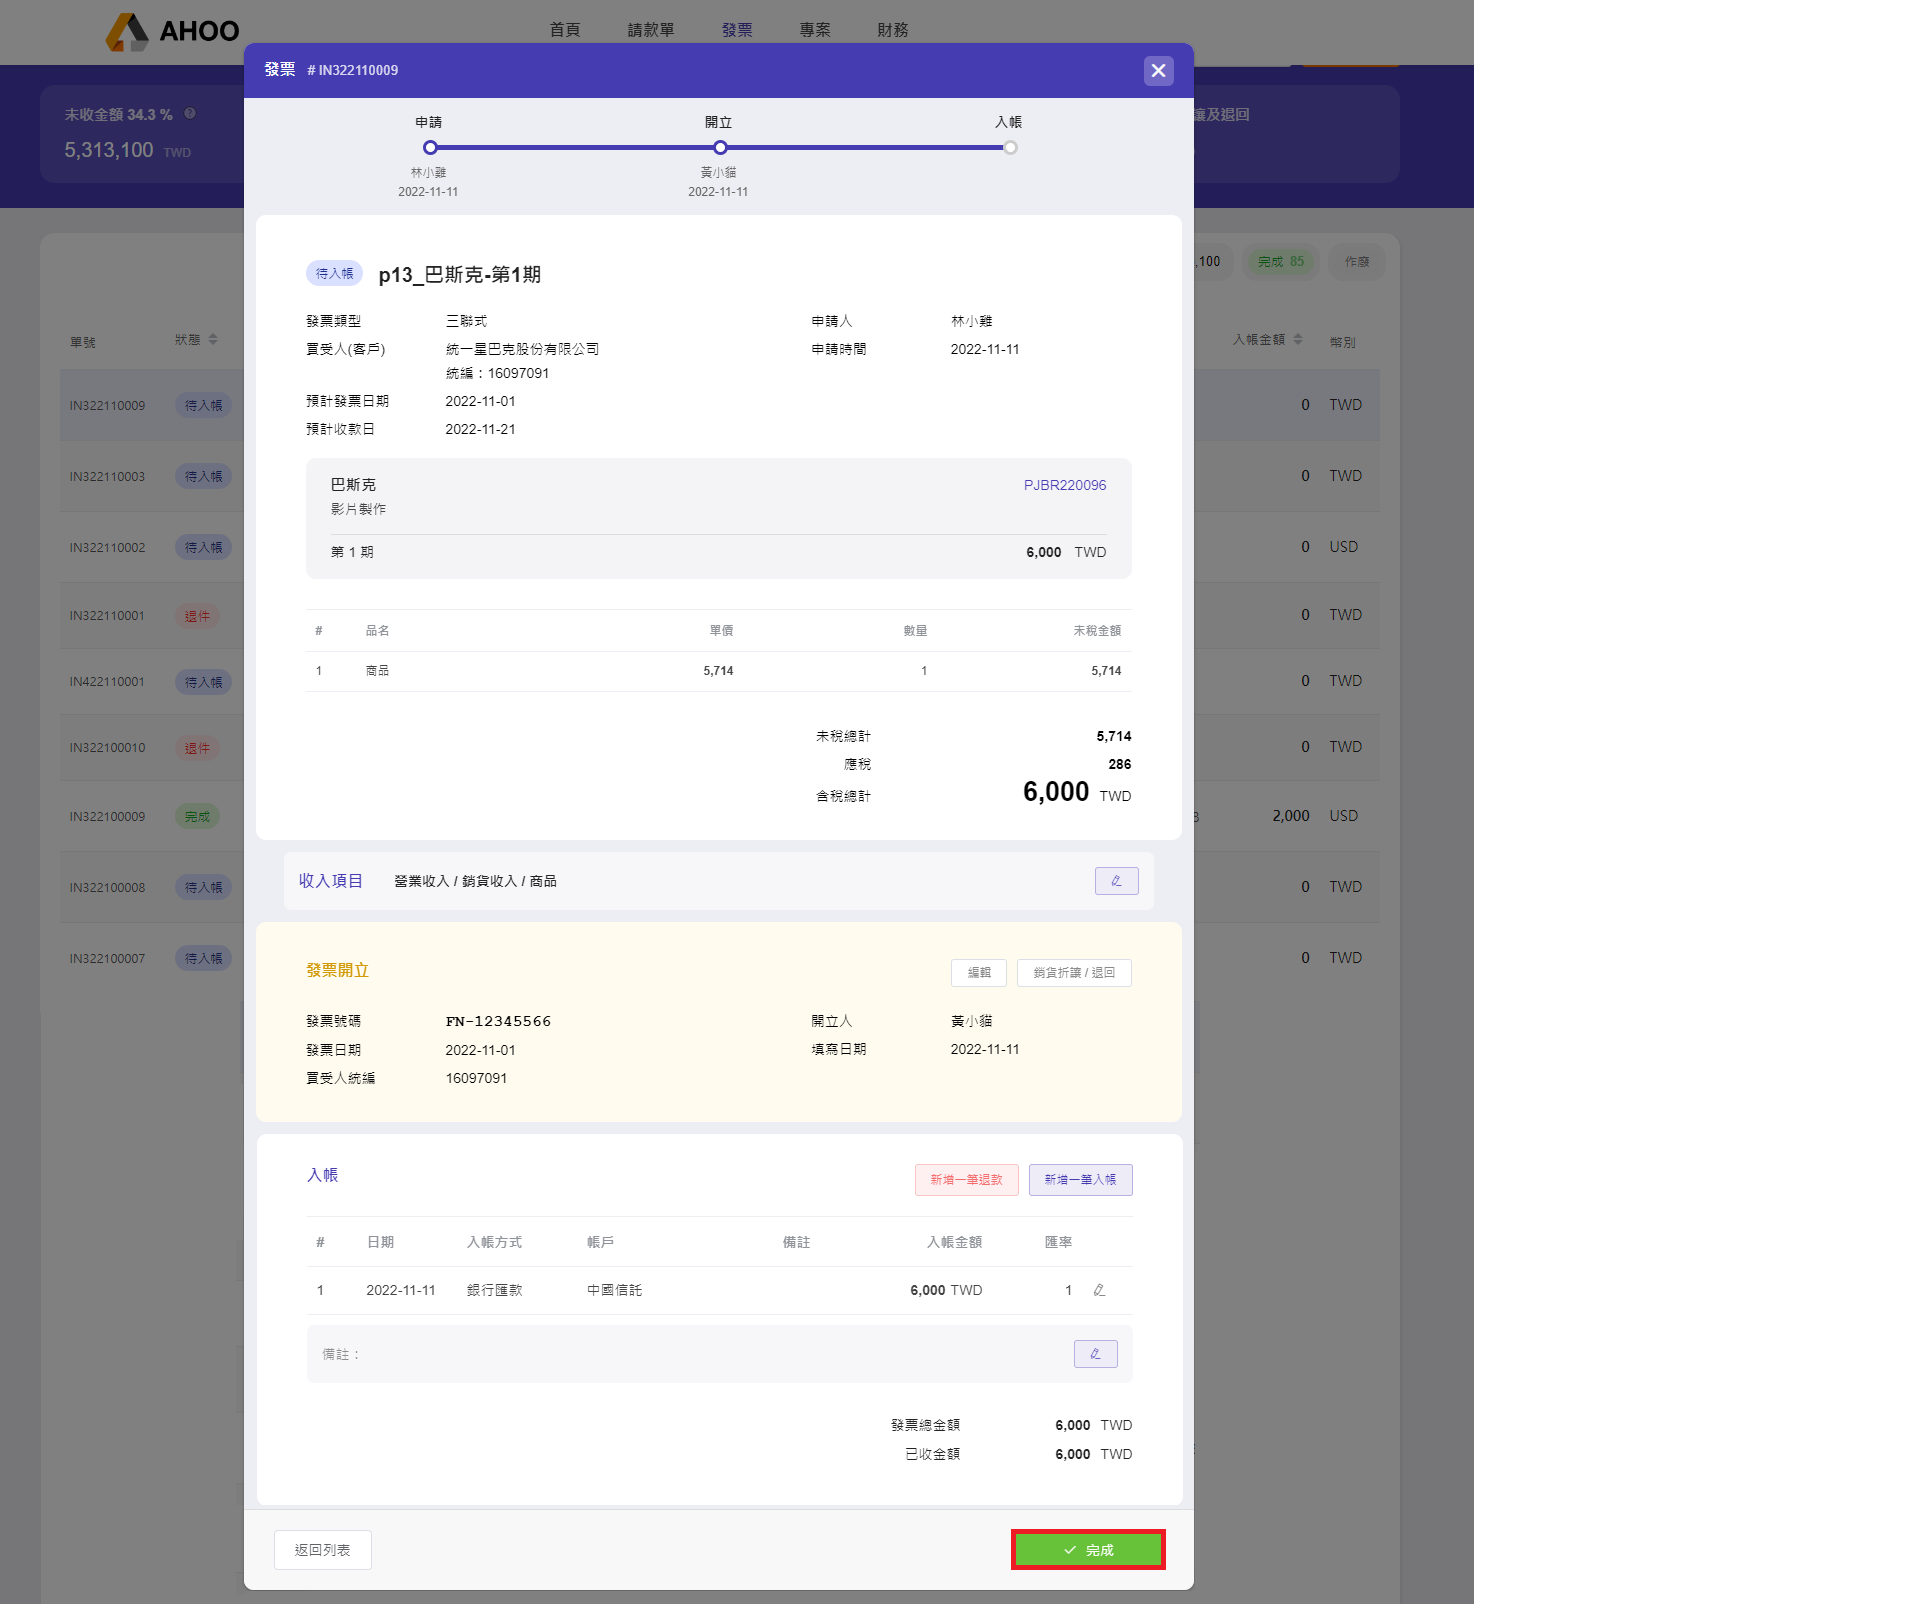 AHOO
首頁 請款單 發票 專案 財務
發票 # IN322110009
未收金額 34.3 %
5,313,100 TWD
讓及退回
申請 開立 入帳
林小雞 黃小貓
2022-11-11 2022-11-11
,100 完成 85 作廢
單號 狀態 入帳金額 幣別
IN322110009 待入帳 0 TWD
IN322110003 待入帳 0 TWD
IN322110002 待入帳 0 USD
IN322110001 退件 0 TWD
IN422110001 待入帳 0 TWD
IN322100010 退件 0 TWD
IN322100009 完成 2,000 USD
IN322100008 待入帳 0 TWD
IN322100007 待入帳 0 TWD
待入帳 p13_巴斯克-第1期
發票類型 三聯式 申請人 林小雞
買受人(客戶) 統一星巴克股份有限公司 申請時間 2022-11-11
統編：16097091
預計發票日期 2022-11-01
預計收款日 2022-11-21
巴斯克 PJBR220096
影片製作
第 1 期 6,000 TWD
# 品名 單價 數量 未稅金額
1 商品 5,714 1 5,714
未稅總計 5,714
應稅 286
含稅總計 6,000 TWD
收入項目 營業收入 / 銷貨收入 / 商品
發票開立 編輯 銷貨折讓 / 退回
發票號碼 FN-12345566 開立人 黃小貓
發票日期 2022-11-01 填寫日期 2022-11-11
買受人統編 16097091
入帳 新增一筆退款 新增一筆入帳
# 日期 入帳方式 帳戶 備註 入帳金額 匯率
1 2022-11-11 銀行匯款 中國信託 6,000 TWD 1
備註：
發票總金額 6,000 TWD
已收金額 6,000 TWD
返回列表 完成